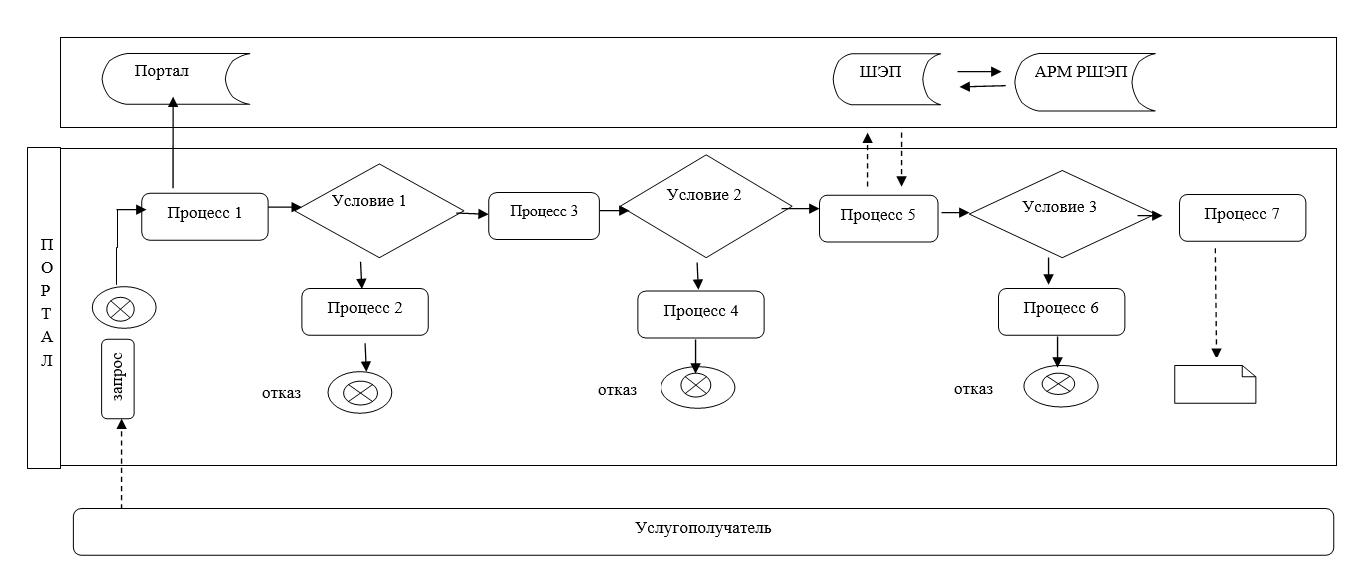 Портал
ШЭП
АРМ РШЭП
ПОРТАЛ
Процесс 1
Условие 1
Процесс 3
Условие 2
Процесс 5
Условие 3
Процесс 7
Процесс 2
Процесс 4
Процесс 6
запрос
отказ
отказ
отказ
Услугополучатель